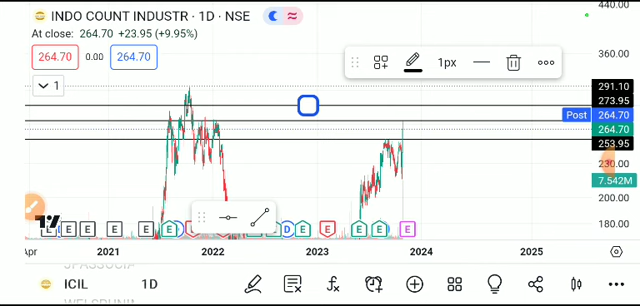 INDO COUNT INDUSTR · 1D · NSE
440.00
At close: 264.70 +23.95 (+9.95%)
264.70 0.00 264.70
360.00
1px
1
291.10
273.95
Post 264.70
264.70
253.95
230.00
7.542M
200.00
180.00
E D E E E E E E D E E E E E
2021 2022 2023 2024 2025
ICIL 1D